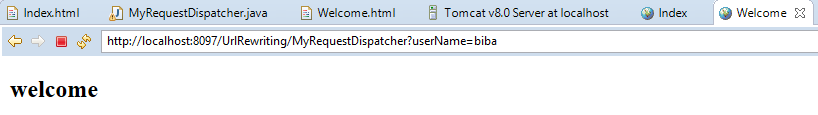 Index.html MyRequestDispatcher.java Welcome.html Tomcat v8.0 Server at localhost Index Welcome
http://localhost:8097/UrlRewriting/MyRequestDispatcher?userName=biba
welcome